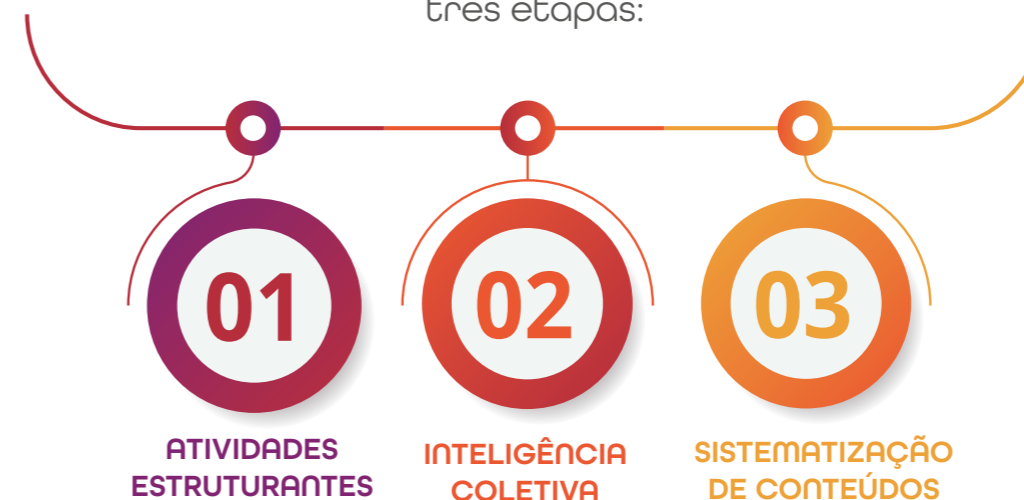 três etapas:
01
02
03
ATIVIDADES
ESTRUTURANTES
INTELIGÊNCIA
COLETIVA
SISTEMATIZAÇÃO
DE CONTEÚDOS